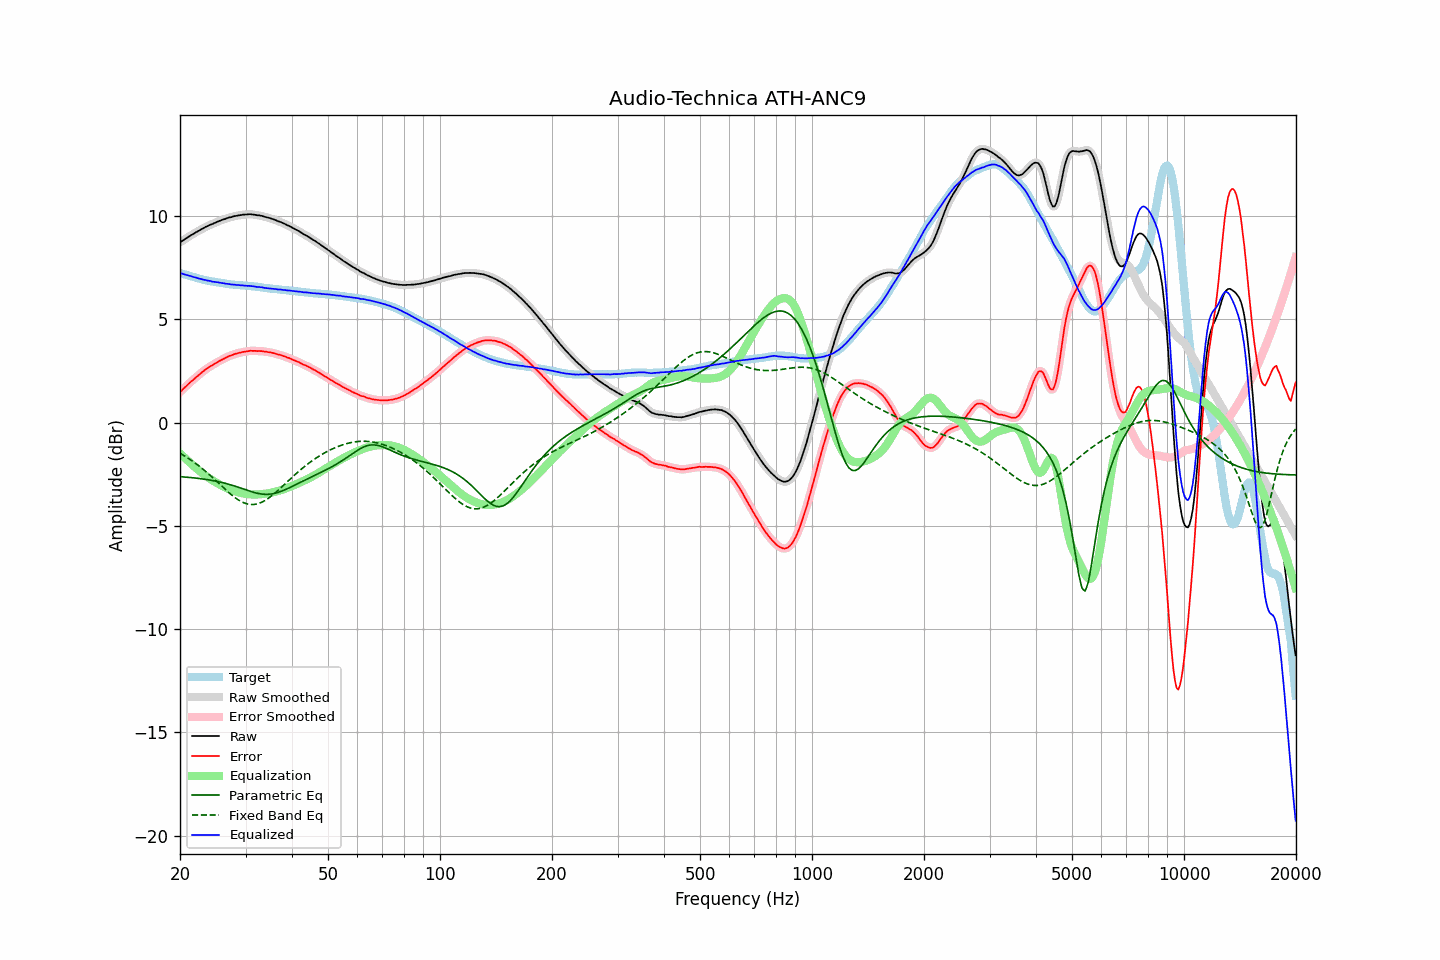 Audio-Technica ATH-ANC9
Amplitude (dBr)
10
5
0
−5
−10
−15
−20
Target
Raw Smoothed
Error Smoothed
Raw
Error
Equalization
Parametric Eq
Fixed Band Eq
Equalized
20 50 100 200 500 1000 2000 5000 10000 20000
Frequency (Hz)